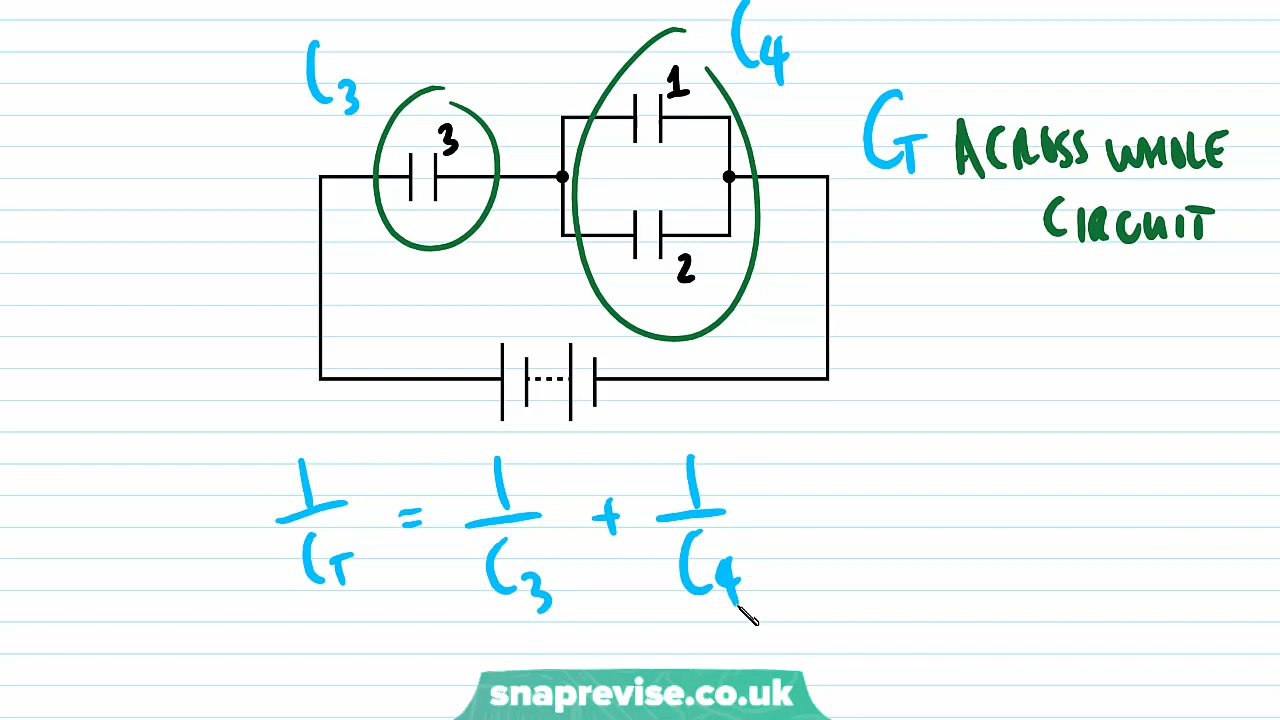 C4
C3
1
3
CT ACROSS WHOLE
CIRCUIT
2
1/CT = 1/C3 + 1/C4
snaprevise.co.uk